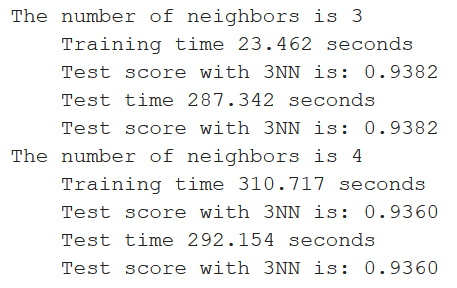 The number of neighbors is 3
Training time 23.462 seconds
Test score with 3NN is: 0.9382
Test time 287.342 seconds
Test score with 3NN is: 0.9382
The number of neighbors is 4
Training time 310.717 seconds
Test score with 3NN is: 0.9360
Test time 292.154 seconds
Test score with 3NN is: 0.9360